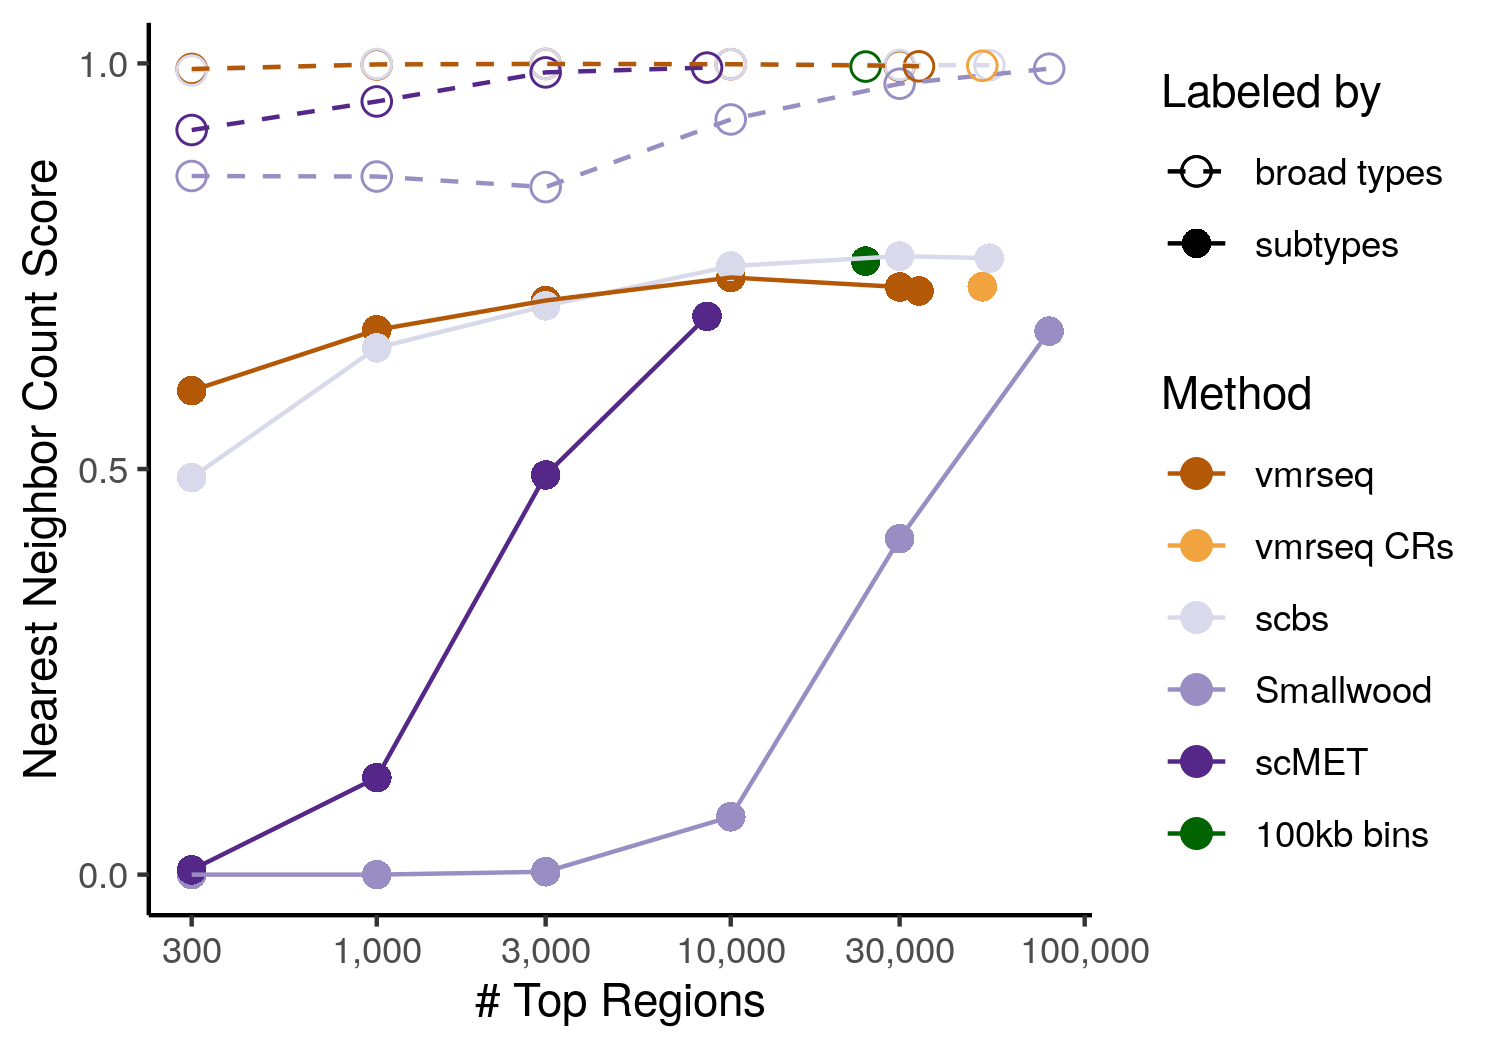 Nearest Neighbor Count Score
1.0
0.5
0.0
300
1,000
3,000
10,000
30,000
100,000
# Top Regions
Labeled by
broad types
subtypes
Method
vmrseq
vmrseq CRs
scbs
Smallwood
scMET
100kb bins